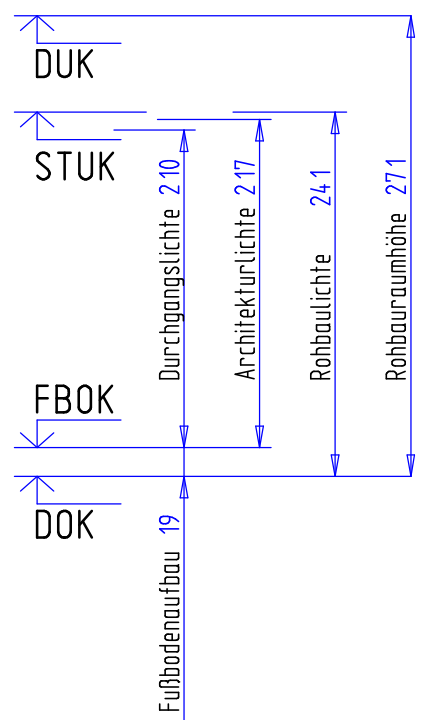 DUK
STUK
Durchgangslichte 210
Architekturlichte 217
Rohbaulichte 241
Rohbauraumhöhe 271
FBOK
DOK
Fußbodenaufbau 19